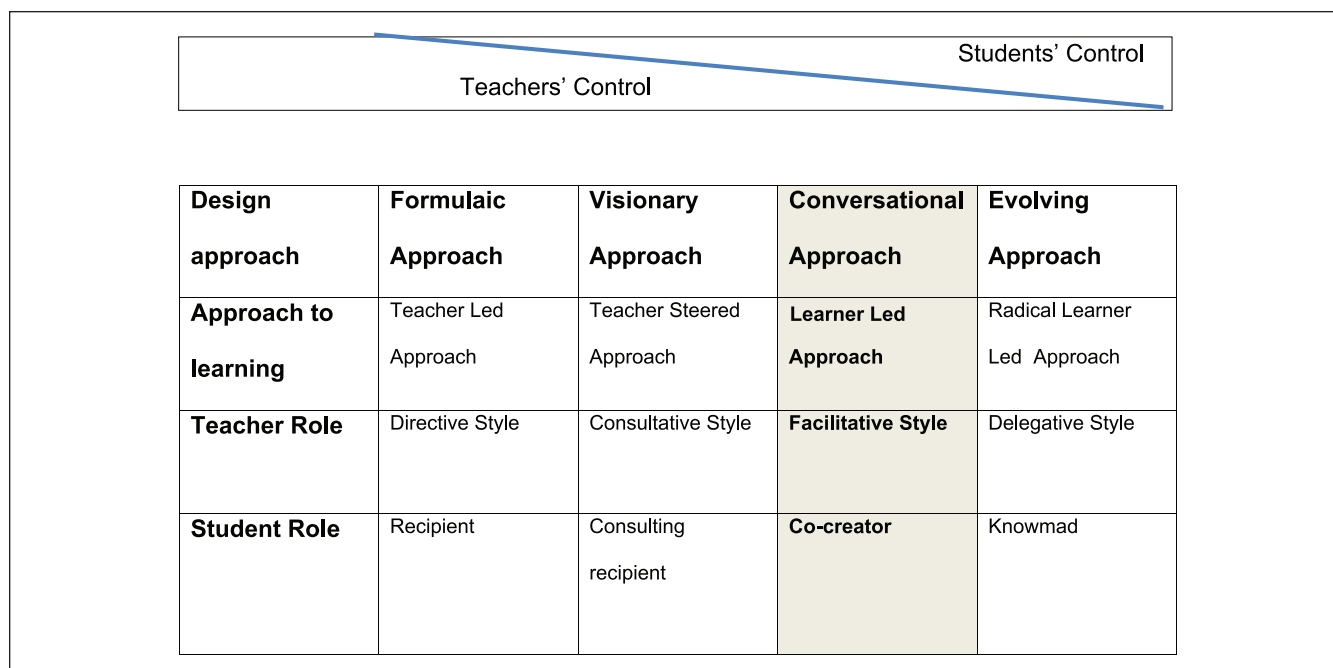 Students’ Control
Teachers’ Control
Design
approach
Formulaic
Approach
Visionary
Approach
Conversational
Approach
Evolving
Approach
Approach to
learning
Teacher Led
Approach
Teacher Steered
Approach
Learner Led
Approach
Radical Learner
Led Approach
Teacher Role
Directive Style
Consultative Style
Facilitative Style
Delegative Style
Student Role
Recipient
Consulting
recipient
Co-creator
Knowmad